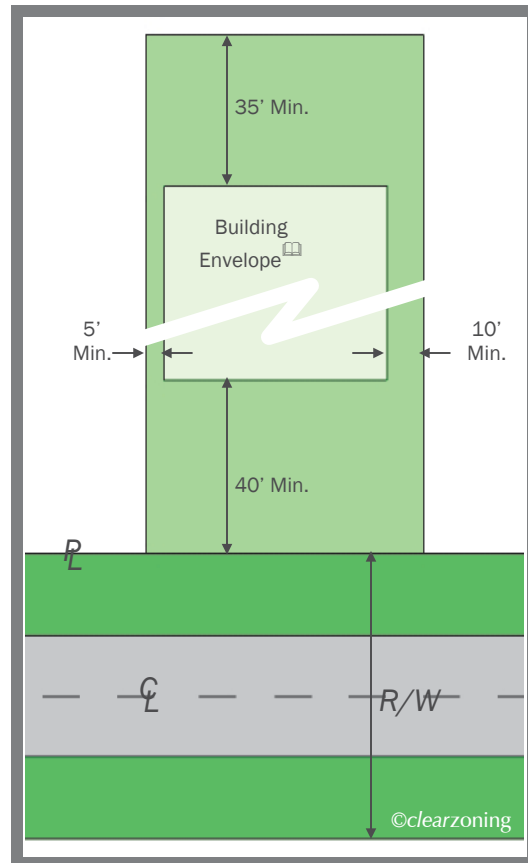 35’ Min.
Building
Envelope
5’
Min.
10’
Min.
40’ Min.
PL
CL
R/W
©clearzoning